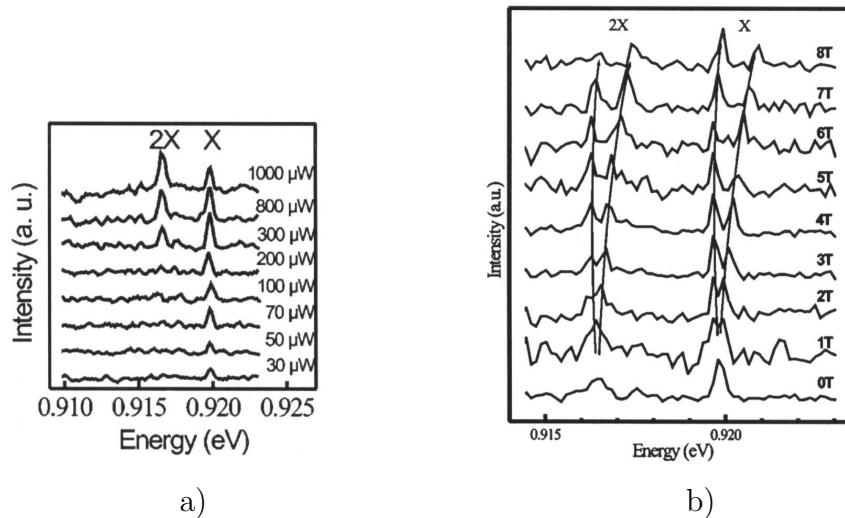 2X X
1000 µW
800 µW
300 µW
200 µW
100 µW
70 µW
50 µW
30 µW
Intensity (a. u.)
0.910 0.915 0.920 0.925
Energy (eV)
a)
2X X
8T
7T
6T
5T
4T
3T
2T
1T
0T
Intensity (a.u.)
0.915 0.920
Energy (eV)
b)